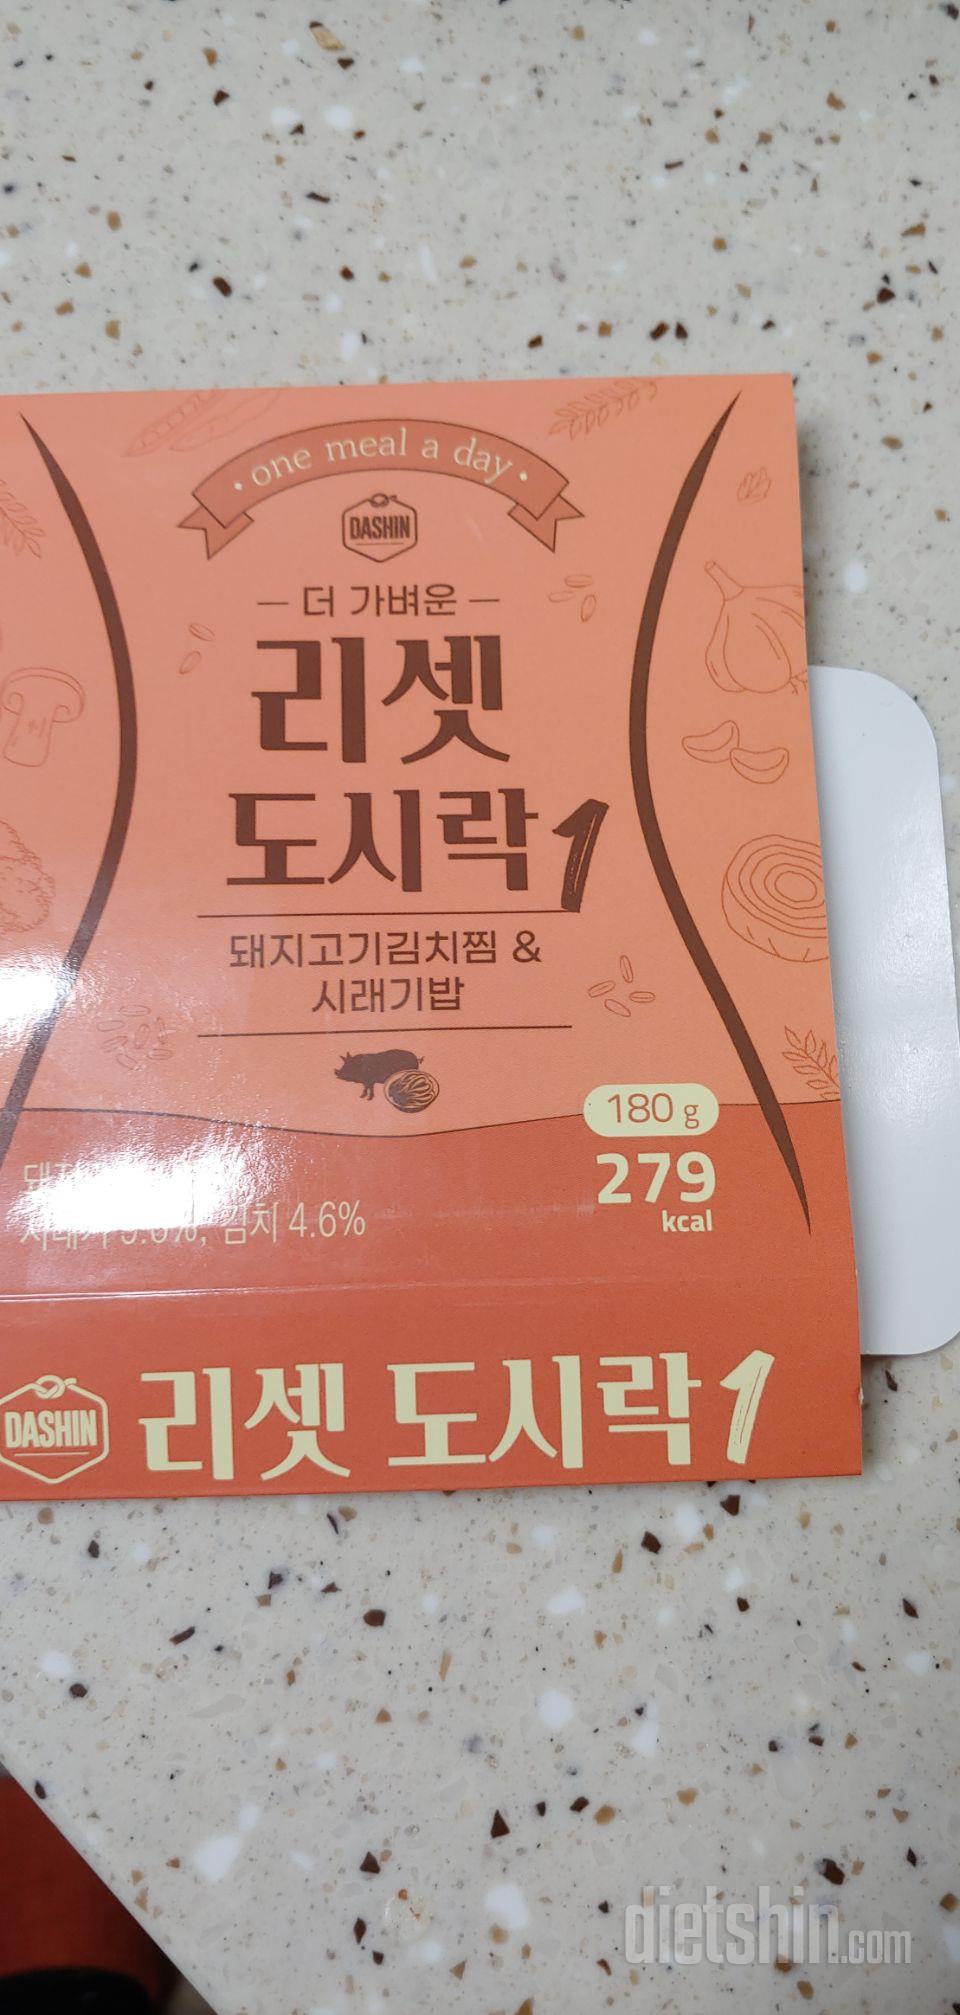 one meal a day
DASHIN
더 가벼운
리셋
도시락1
돼지고기김치찜 &
시래기밥
180 g
279
kcal
김치 4.6%
DASHIN 리셋 도시락1
dietshin.com